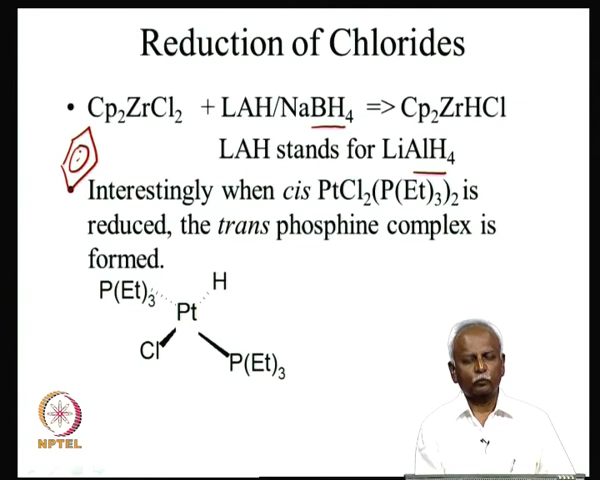 Reduction of Chlorides
• Cp₂ZrCl₂ + LAH/NaBH₄ => Cp₂ZrHCl
LAH stands for LiAlH₄
• Interestingly when cis PtCl₂(P(Et)₃)₂ is
reduced, the trans phosphine complex is
formed.
P(Et)₃ H
Pt
Cl P(Et)₃
NPTEL